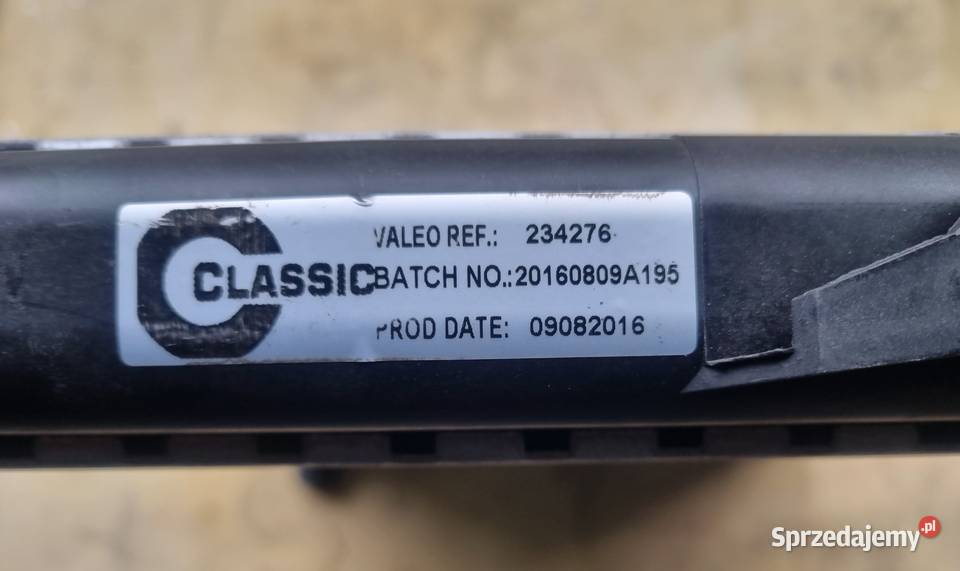 CLASSIC
VALEO REF.: 234276
BATCH NO.:20160809A195
PROD DATE: 09082016
Sprzedajemy.pl